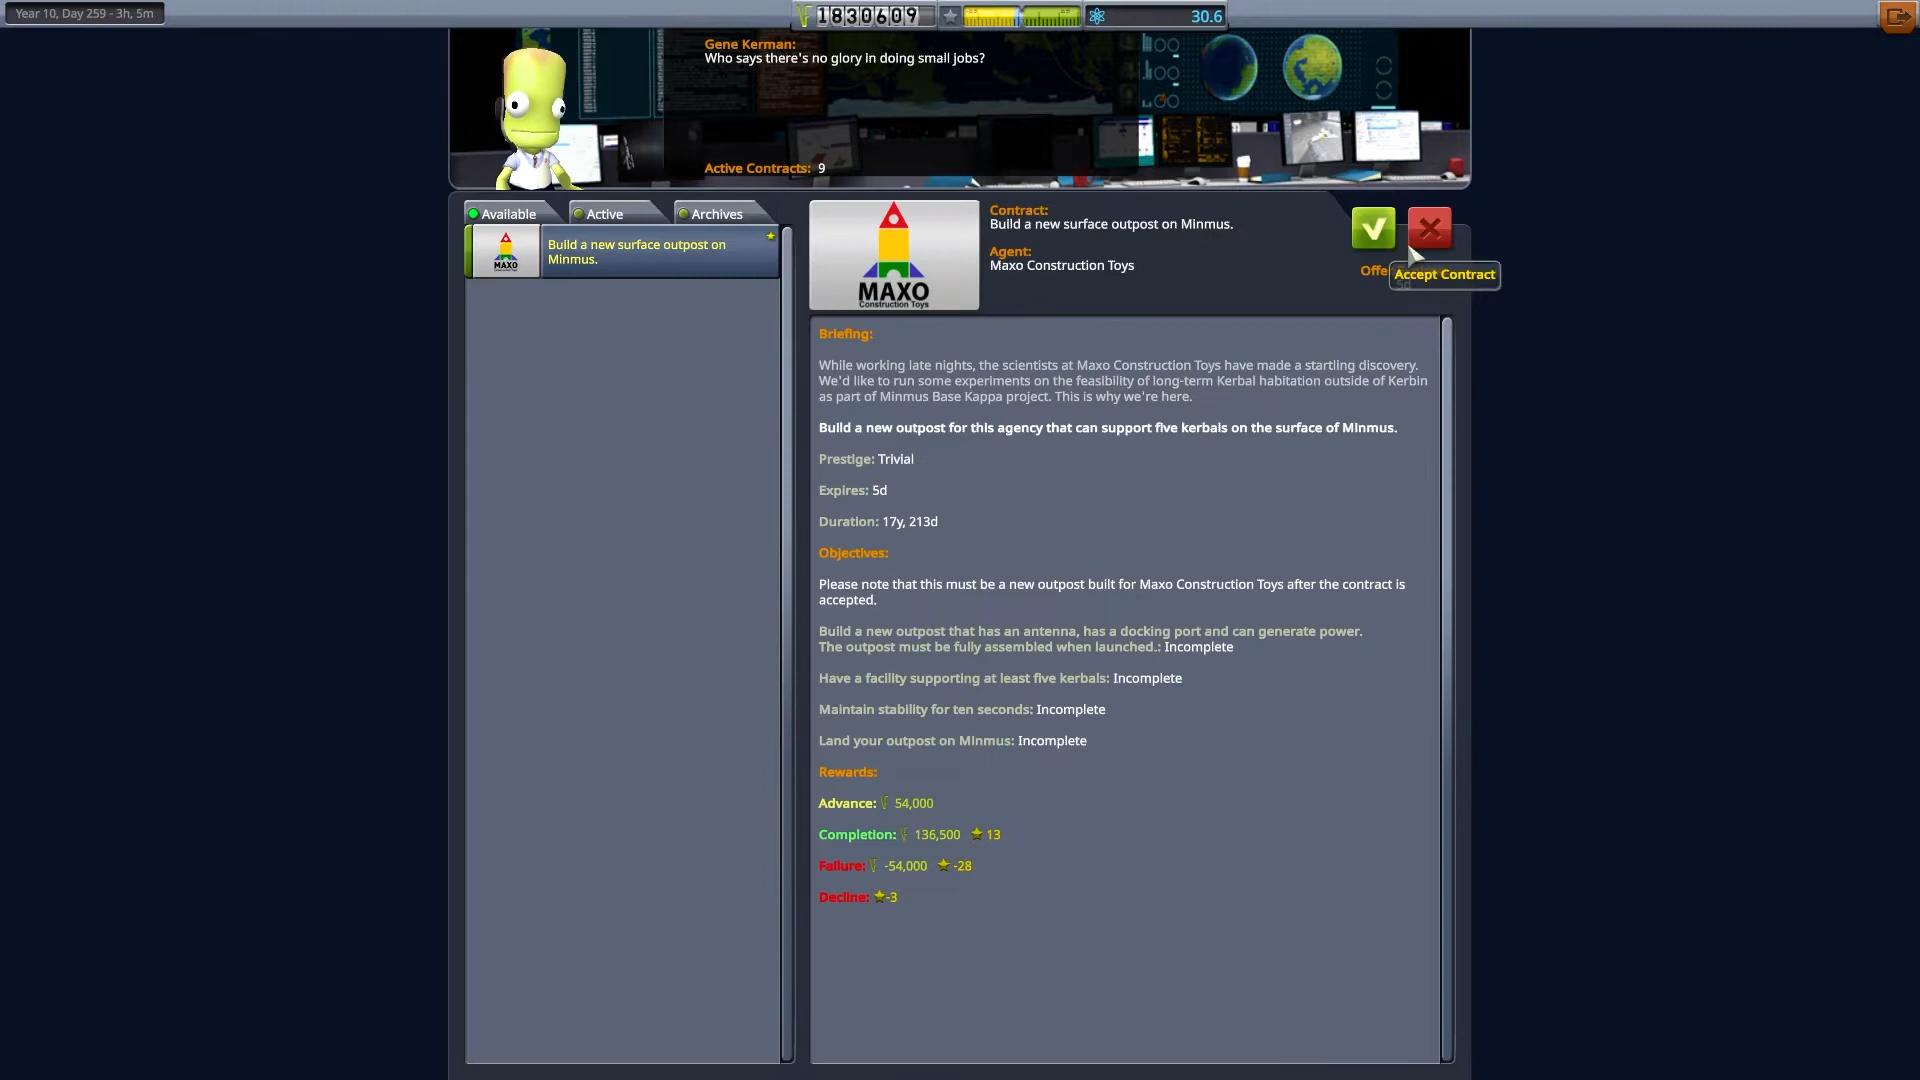 Year 10, Day 259 - 3h, 5m
1830609
30.6
Gene Kerman:
Who says there's no glory in doing small jobs?
Active Contracts: 9
Available
Active
Archives
MAXO
Build a new surface outpost on
Minmus.
MAXO
Construction Toys
Contract:
Build a new surface outpost on Minmus.
Agent:
Maxo Construction Toys
Offe
Accept Contract
5d
Briefing:
While working late nights, the scientists at Maxo Construction Toys have made a startling discovery.
We'd like to run some experiments on the feasibility of long-term Kerbal habitation outside of Kerbin
as part of Minmus Base Kappa project. This is why we're here.
Build a new outpost for this agency that can support five kerbals on the surface of Minmus.
Prestige: Trivial
Expires: 5d
Duration: 17y, 213d
Objectives:
Please note that this must be a new outpost built for Maxo Construction Toys after the contract is
accepted.
Build a new outpost that has an antenna, has a docking port and can generate power.
The outpost must be fully assembled when launched.: Incomplete
Have a facility supporting at least five kerbals: Incomplete
Maintain stability for ten seconds: Incomplete
Land your outpost on Minmus: Incomplete
Rewards:
Advance: 54,000
Completion: 136,500 13
Failure: -54,000 -28
Decline: -3